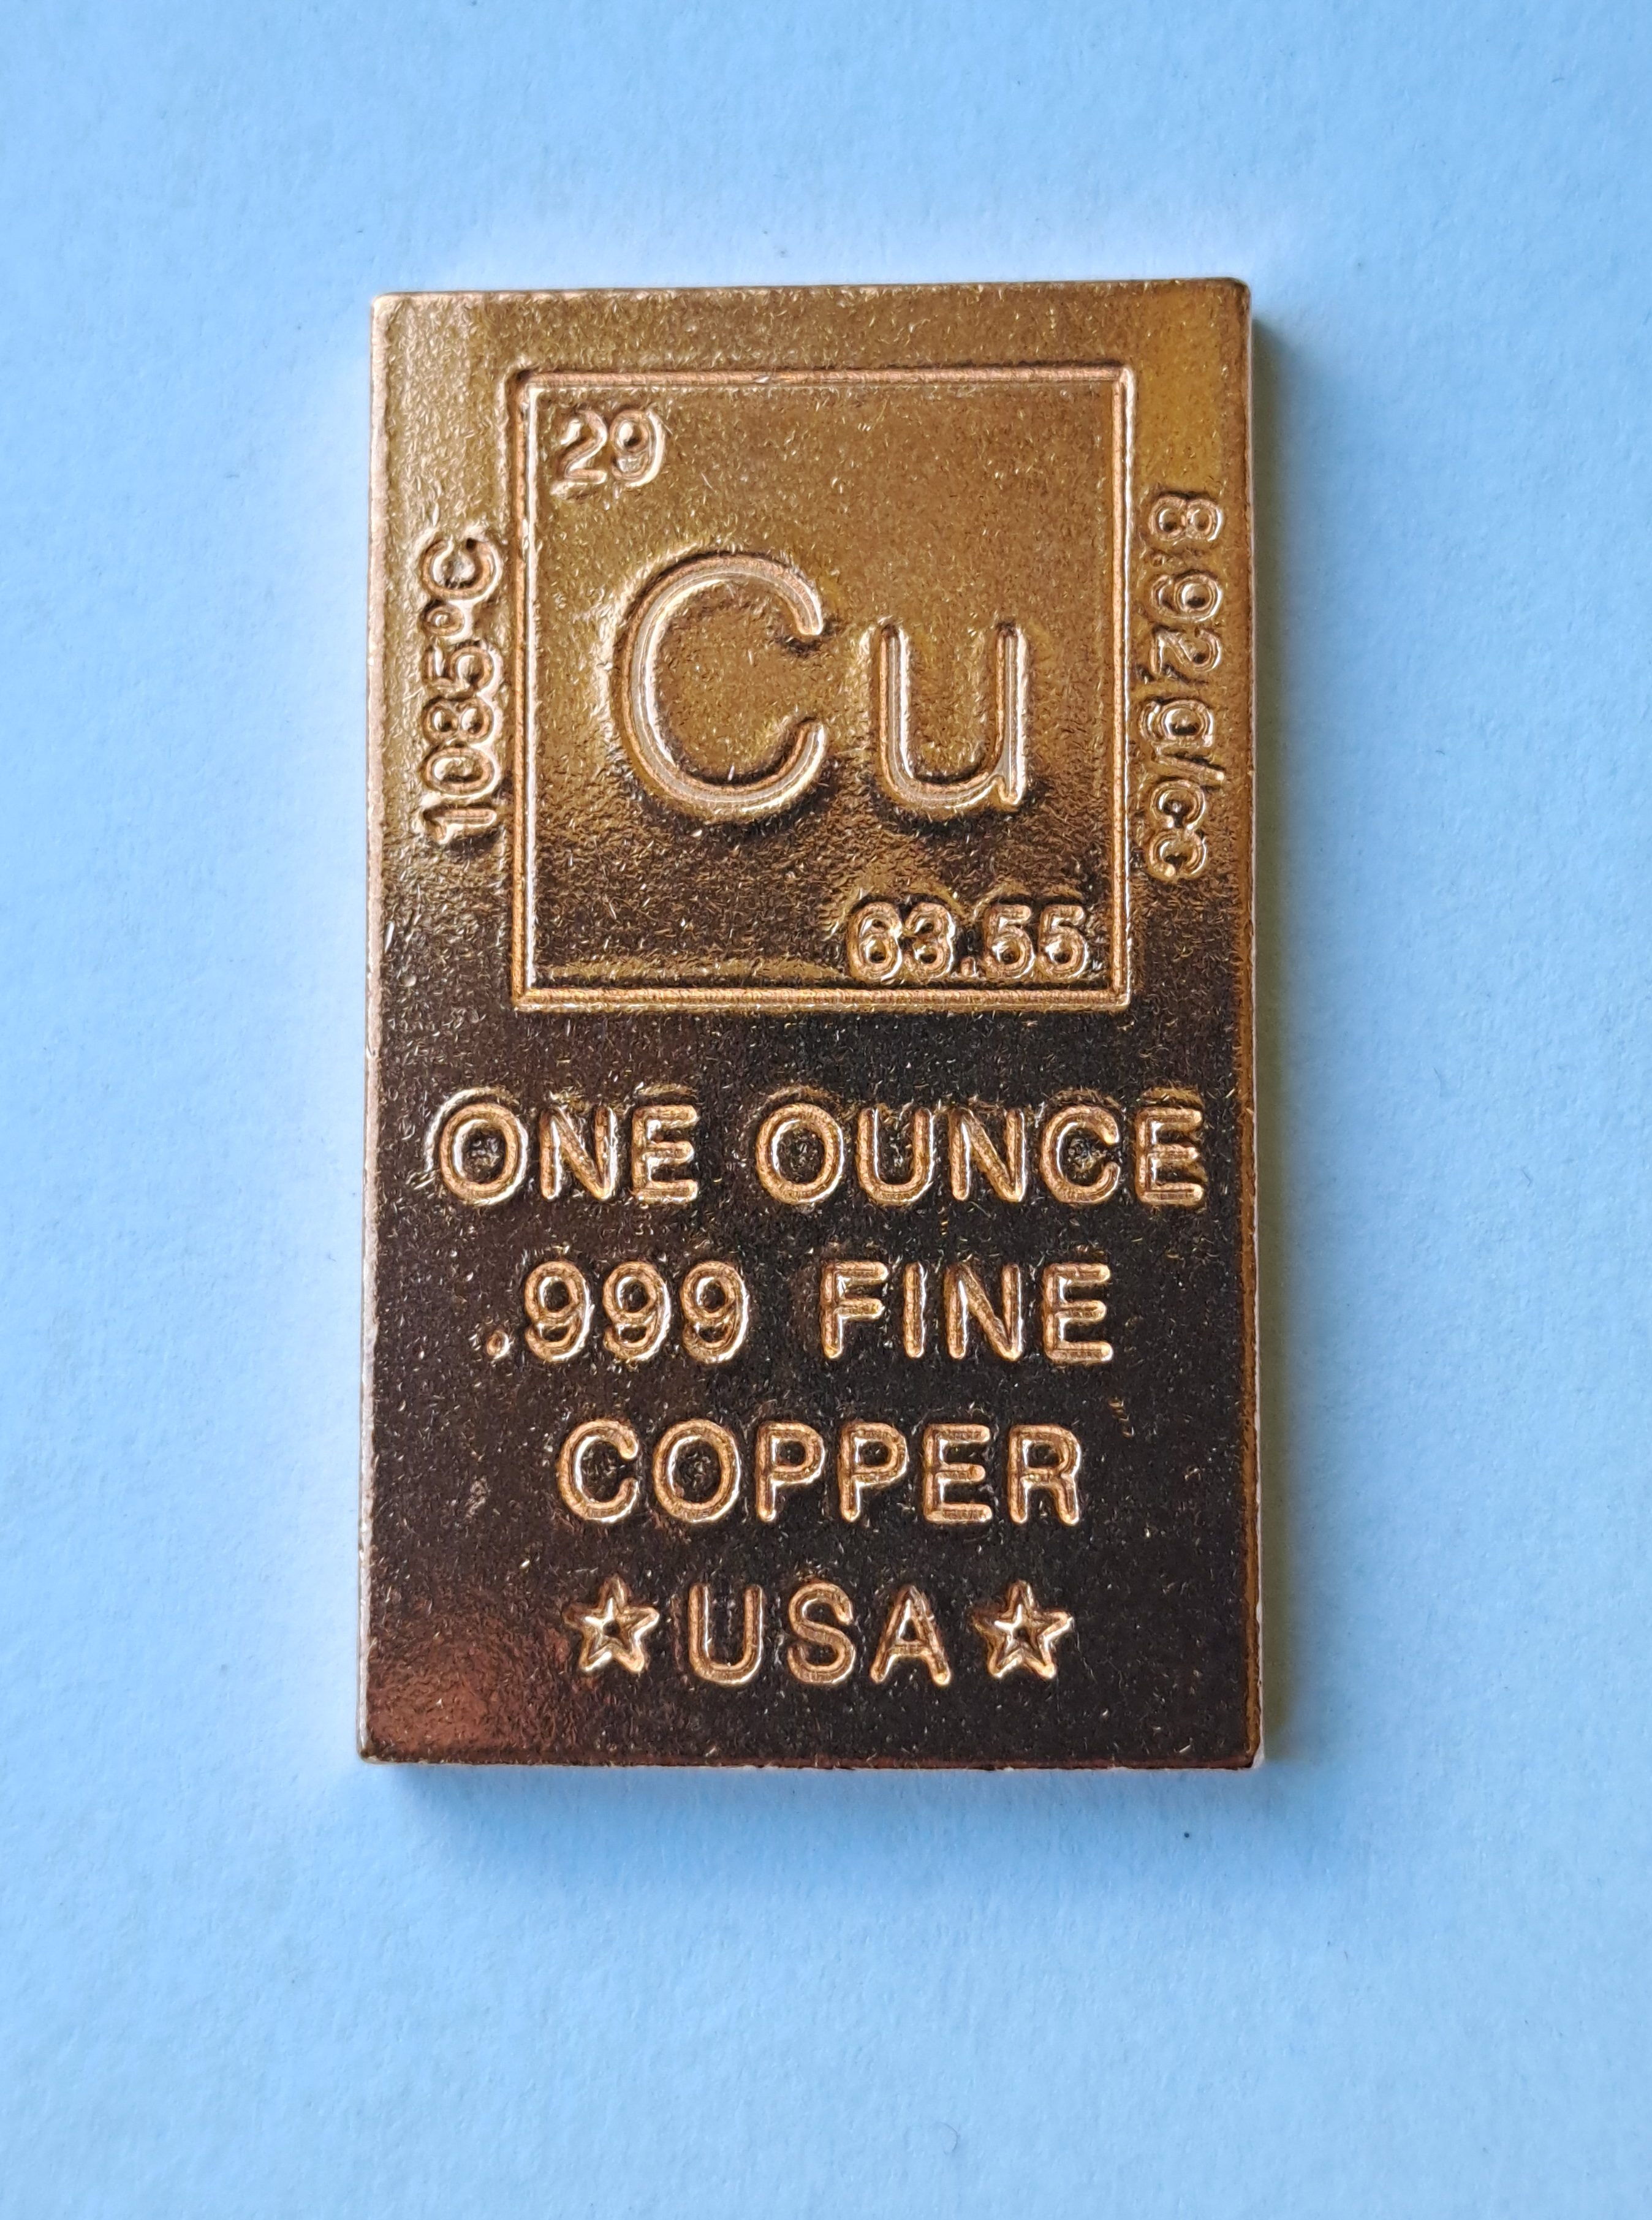 29
Cu
63.55
1085°C
8.92g/cc
ONE OUNCE
.999 FINE
COPPER
☆USA☆